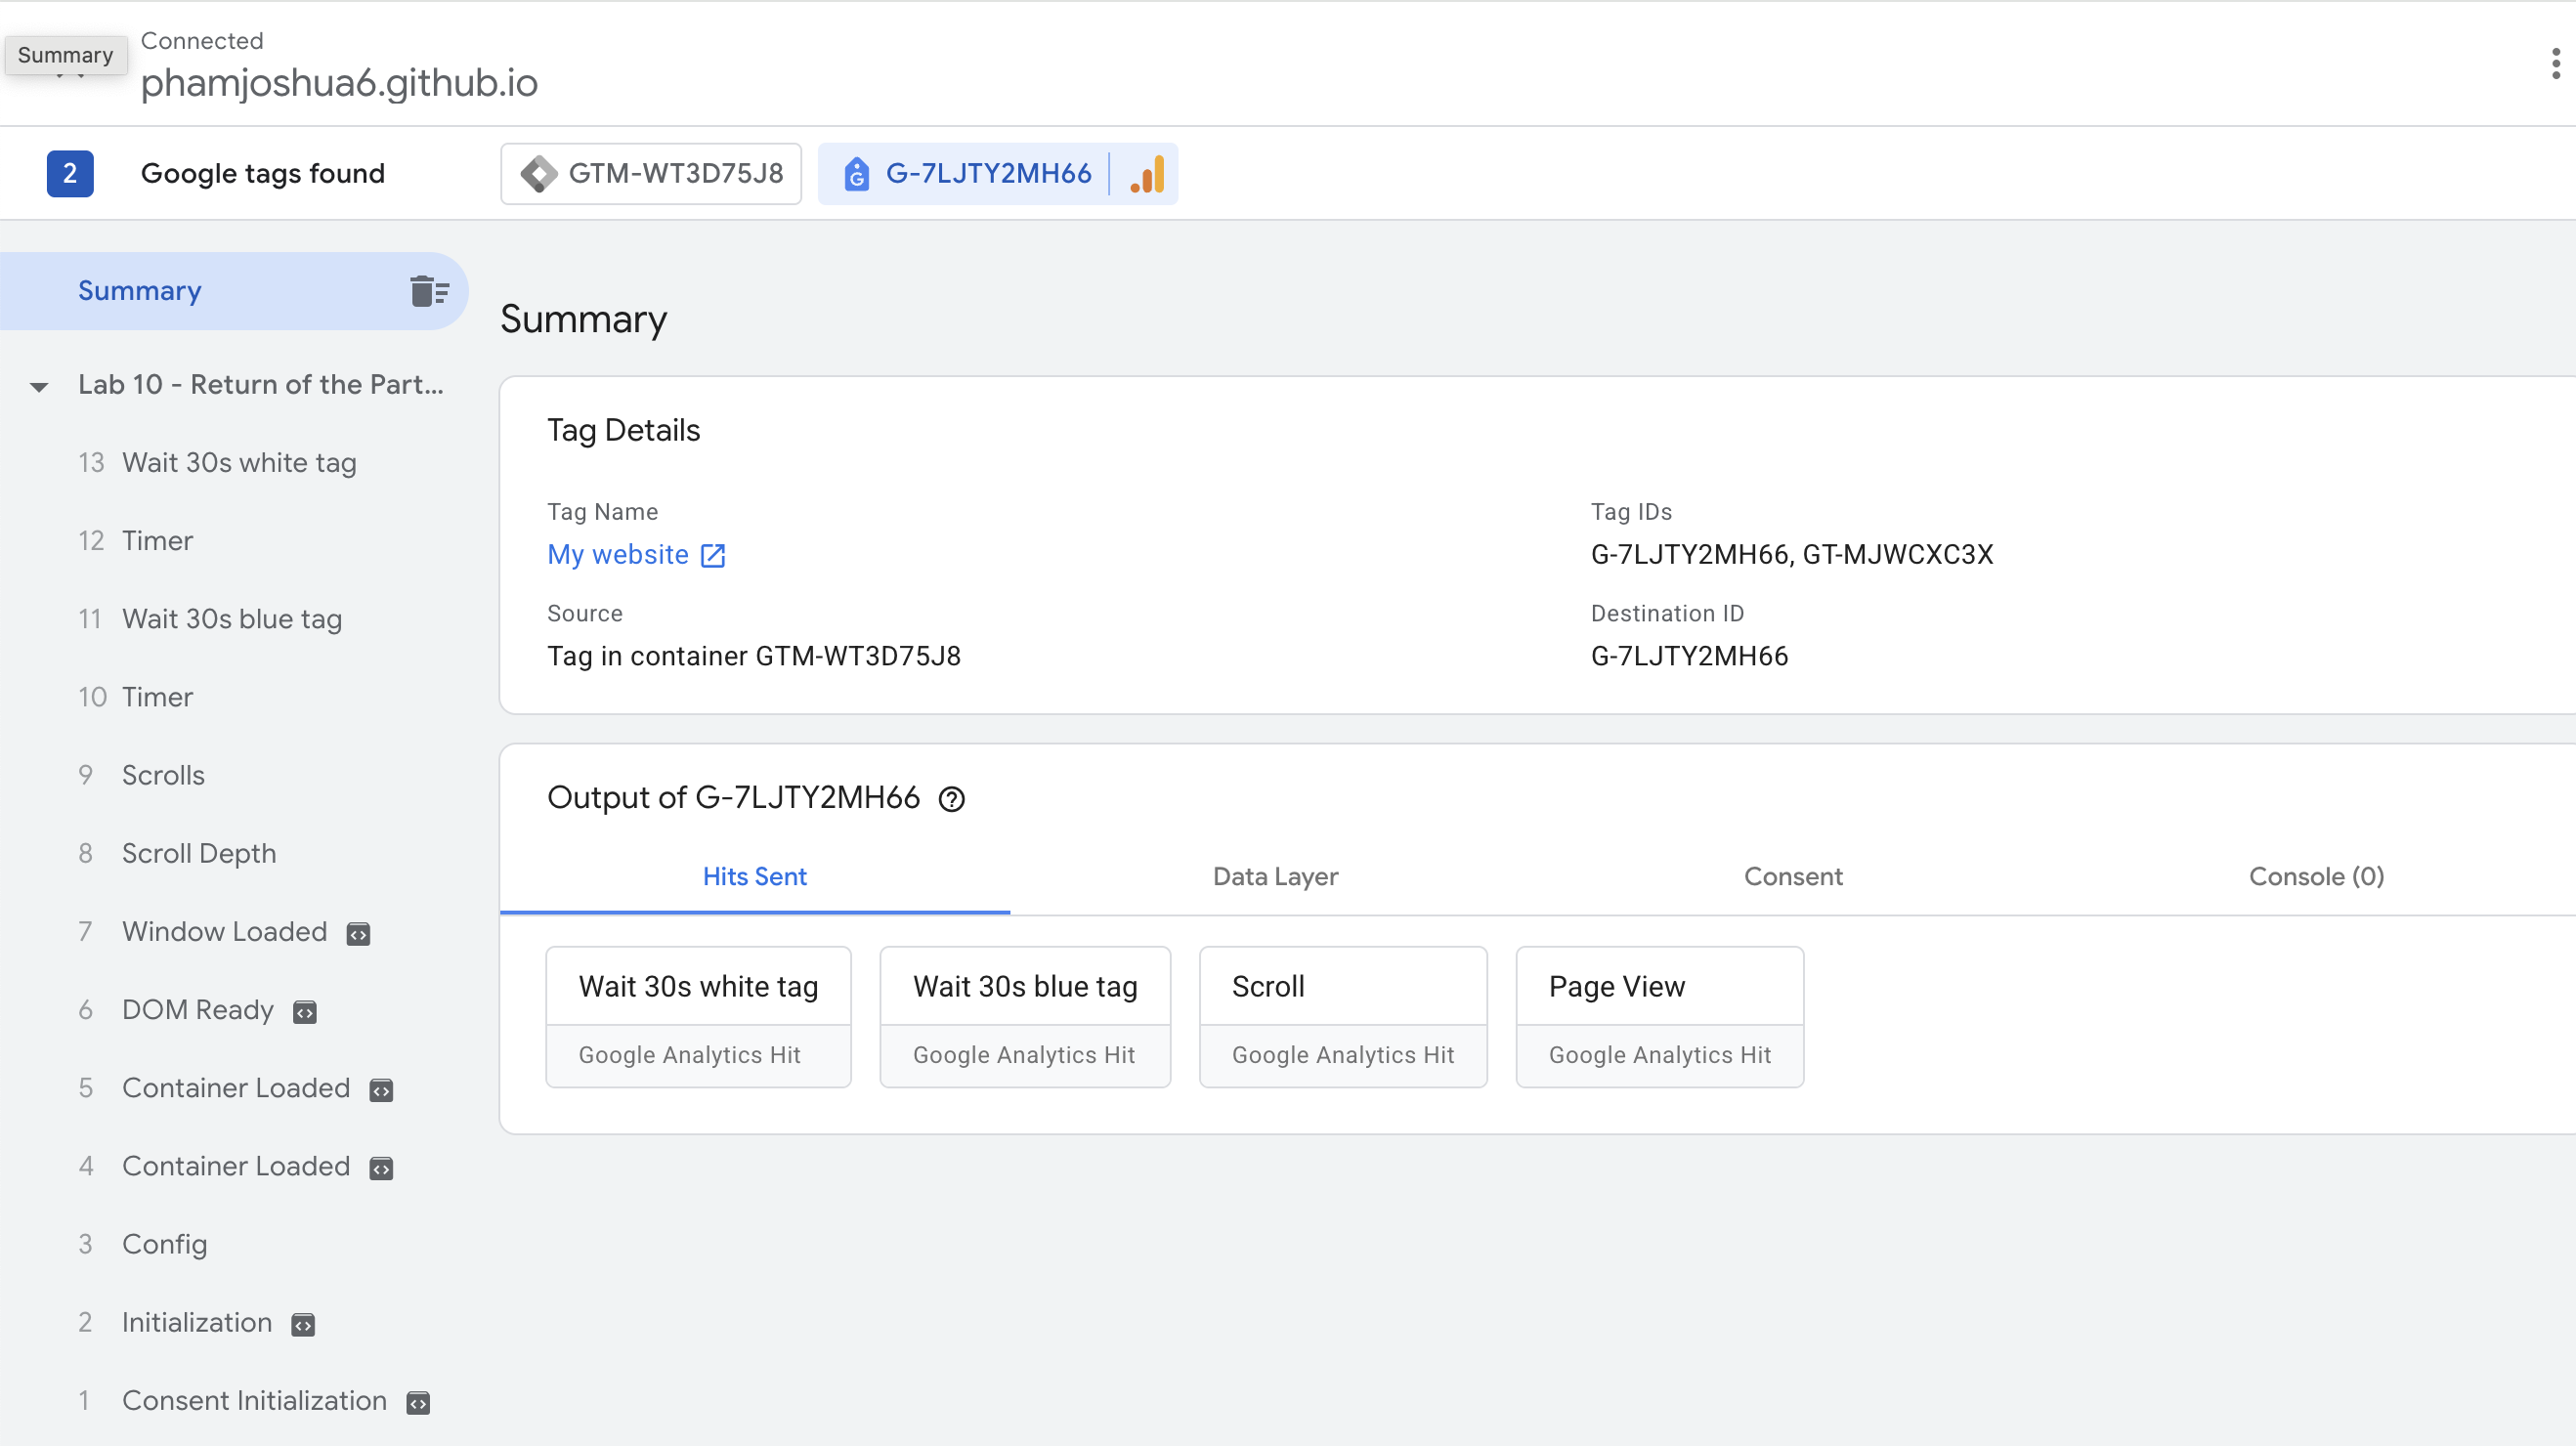 Summary
Connected
phamjoshua6.github.io
2 Google tags found GTM-WT3D75J8 G-7LJTY2MH66
Summary
Lab 10 - Return of the Part...
13 Wait 30s white tag
12 Timer
11 Wait 30s blue tag
10 Timer
9 Scrolls
8 Scroll Depth
7 Window Loaded
6 DOM Ready
5 Container Loaded
4 Container Loaded
3 Config
2 Initialization
1 Consent Initialization
Summary
Tag Details
Tag Name
My website
Tag IDs
G-7LJTY2MH66, GT-MJWCXC3X
Source
Tag in container GTM-WT3D75J8
Destination ID
G-7LJTY2MH66
Output of G-7LJTY2MH66
Hits Sent Data Layer Consent Console (0)
Wait 30s white tag
Google Analytics Hit
Wait 30s blue tag
Google Analytics Hit
Scroll
Google Analytics Hit
Page View
Google Analytics Hit